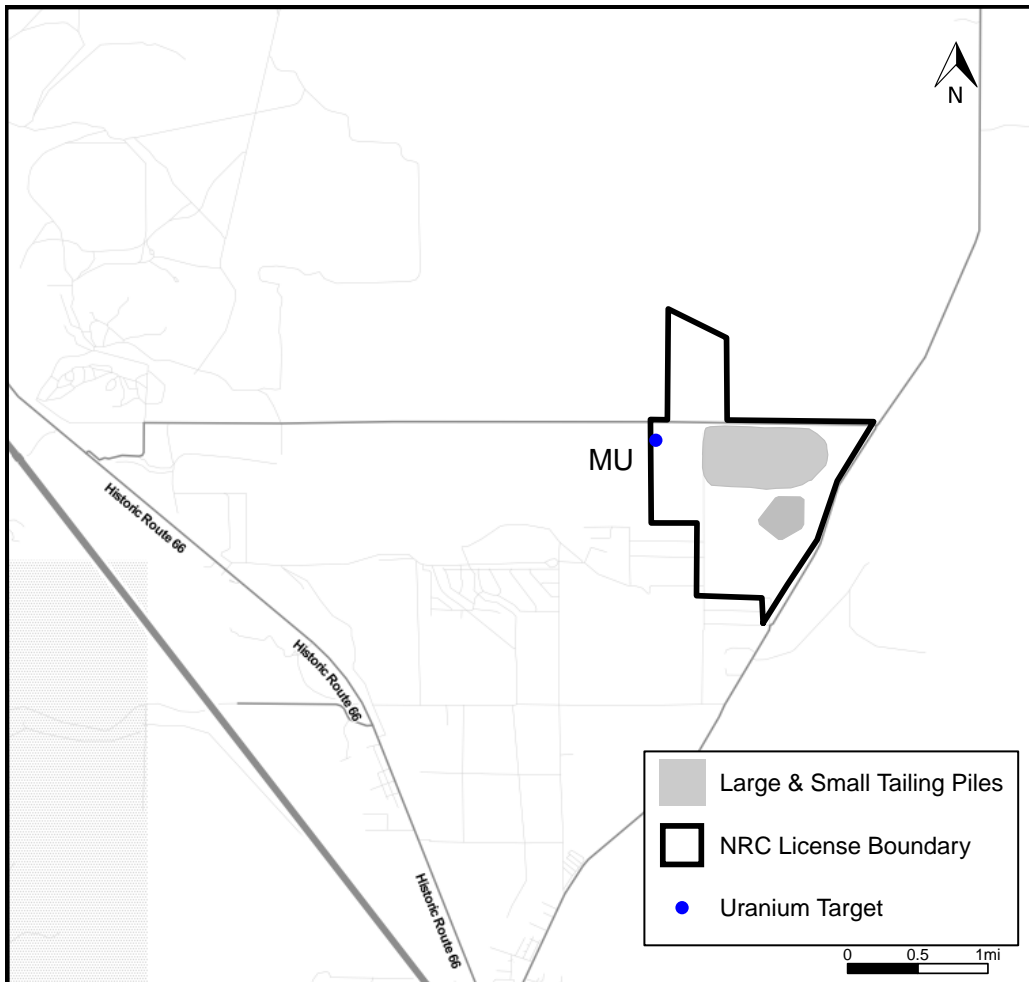 N
MU
Historic Route 66
Historic Route 66
Historic Route 66
Large & Small Tailing Piles
NRC License Boundary
Uranium Target
0 0.5 1mi